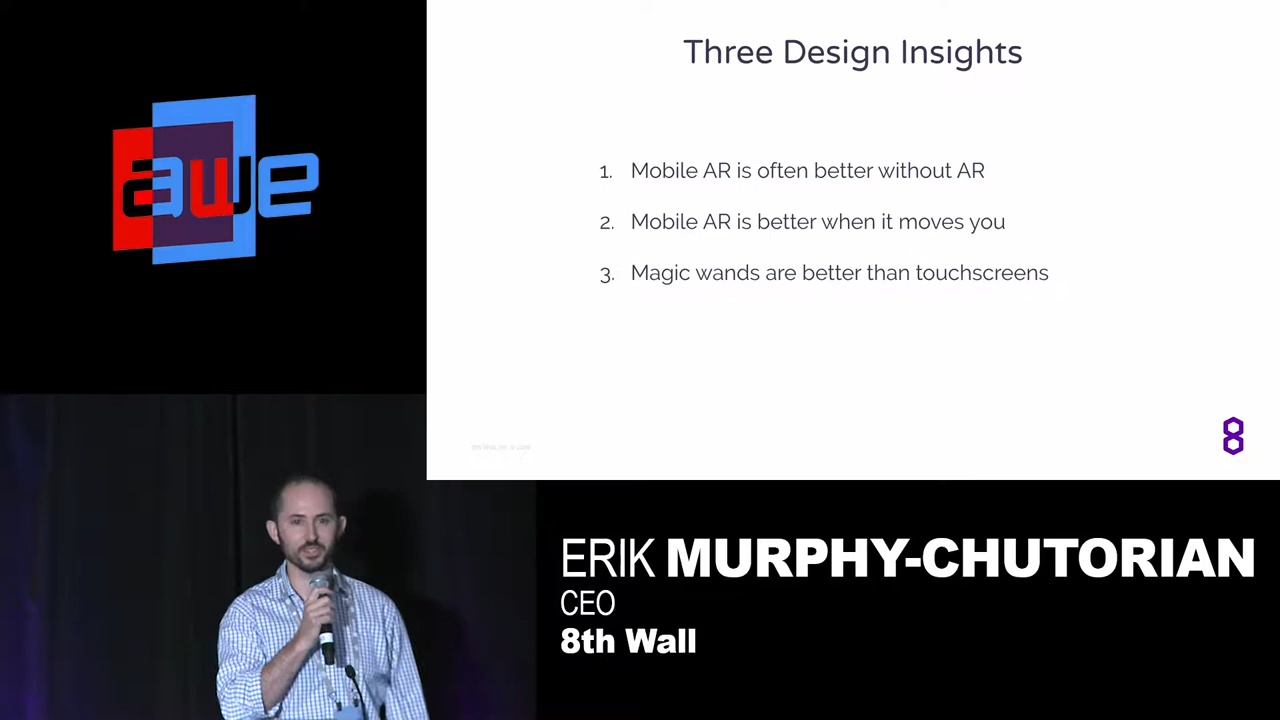 awe
Three Design Insights
1. Mobile AR is often better without AR
2. Mobile AR is better when it moves you
3. Magic wands are better than touchscreens
8
ERIK MURPHY-CHUTORIAN
CEO
8th Wall